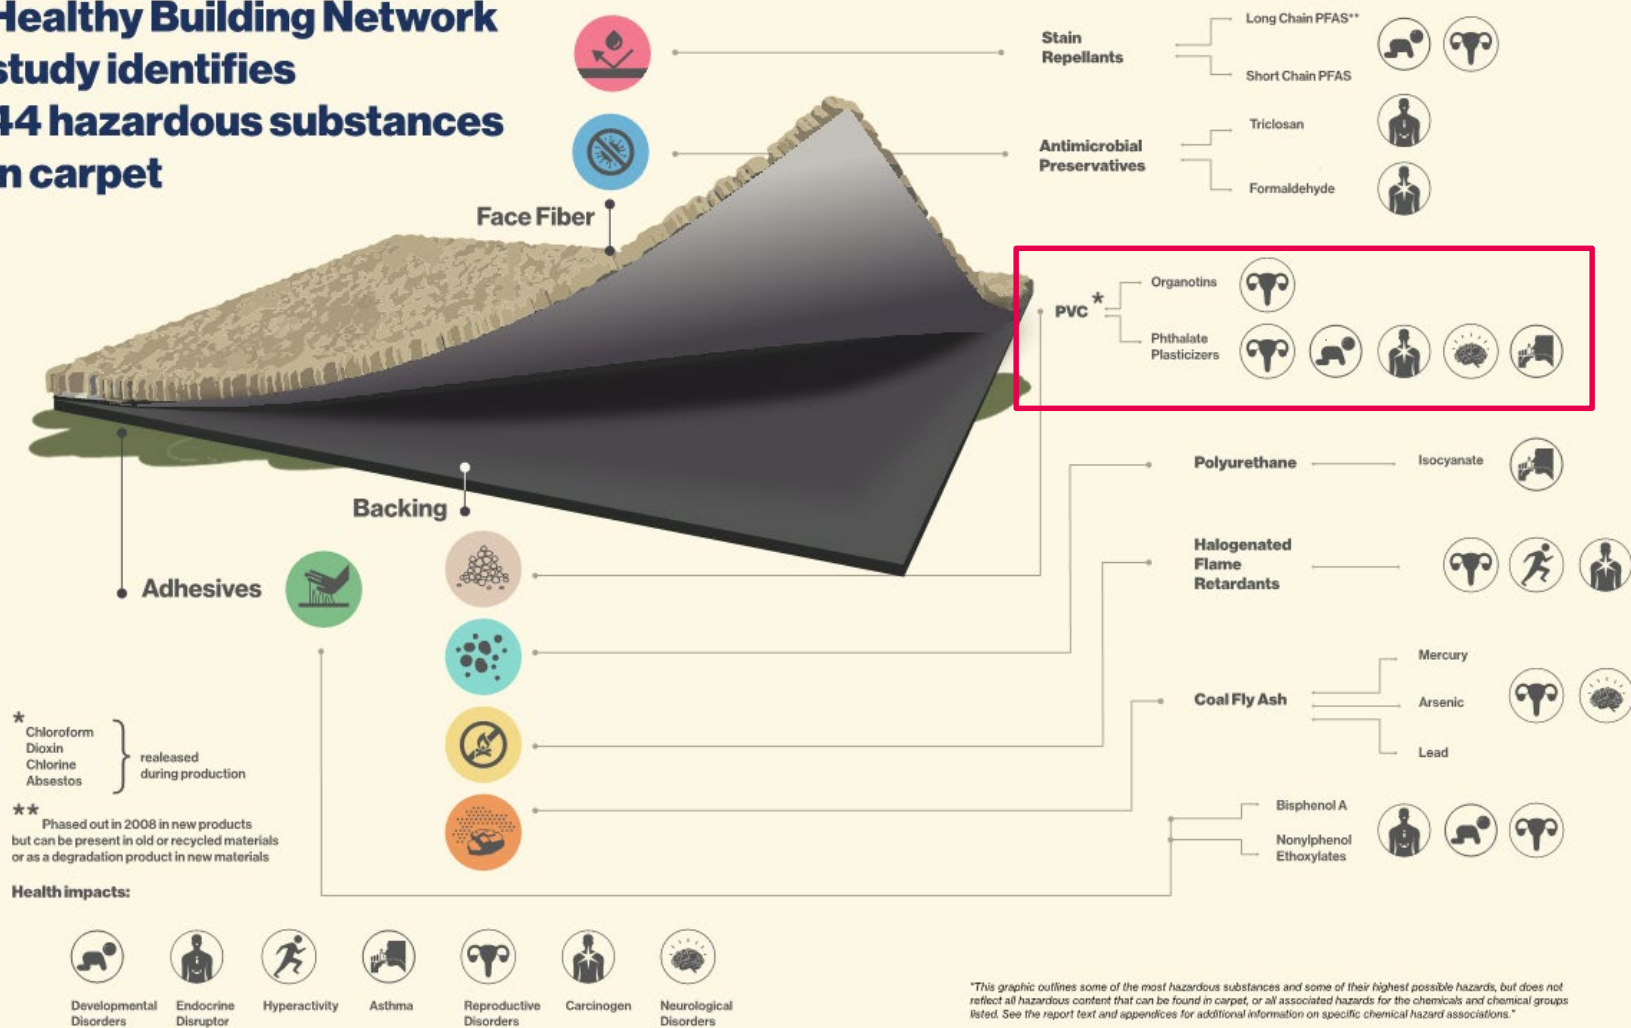 Healthy Building Network
study identifies
44 hazardous substances
in carpet
Stain
Repellants
Long Chain PFAS**
Short Chain PFAS
Antimicrobial
Preservatives
Triclosan
Formaldehyde
Face Fiber
PVC *
Organotins
Phthalate
Plasticizers
Backing
Polyurethane
Isocyanate
Halogenated
Flame
Retardants
Adhesives
Coal Fly Ash
Mercury
Arsenic
Lead
Bisphenol A
Nonylphenol
Ethoxylates
*
Chloroform
Dioxin
Chlorine
Absestos
realeased
during production
**
Phased out in 2008 in new products
but can be present in old or recycled materials
or as a degradation product in new materials
Health impacts:
Developmental
Disorders
Endocrine
Disruptor
Hyperactivity
Asthma
Reproductive
Disorders
Carcinogen
Neurological
Disorders
"This graphic outlines some of the most hazardous substances and some of their highest possible hazards, but does not
reflect all hazardous content that can be found in carpet, or all associated hazards for the chemicals and chemical groups
listed. See the report text and appendices for additional information on specific chemical hazard associations."